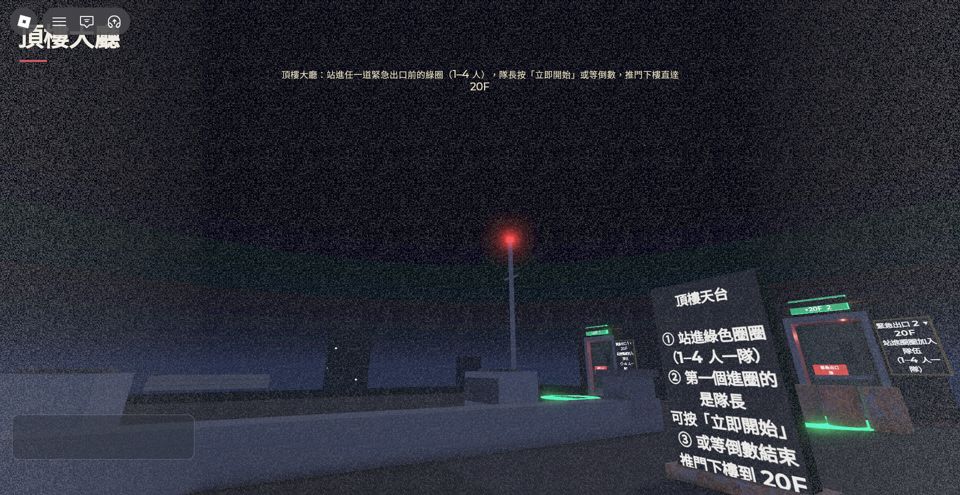 頂樓大廳
頂樓大廳：站進任一道緊急出口前的綠圈（1–4 人），隊長按「立即開始」或等倒數，推門下樓直達
20F
頂樓天台
① 站進綠色圈圈
（1–4 人一隊）
② 第一個進圈的
是隊長
可按「立即開始」
③ 或等倒數結束
推門下樓到 20F
緊急出口 2
20F
站進圈圈加入
隊伍
（1–4 人一
隊）